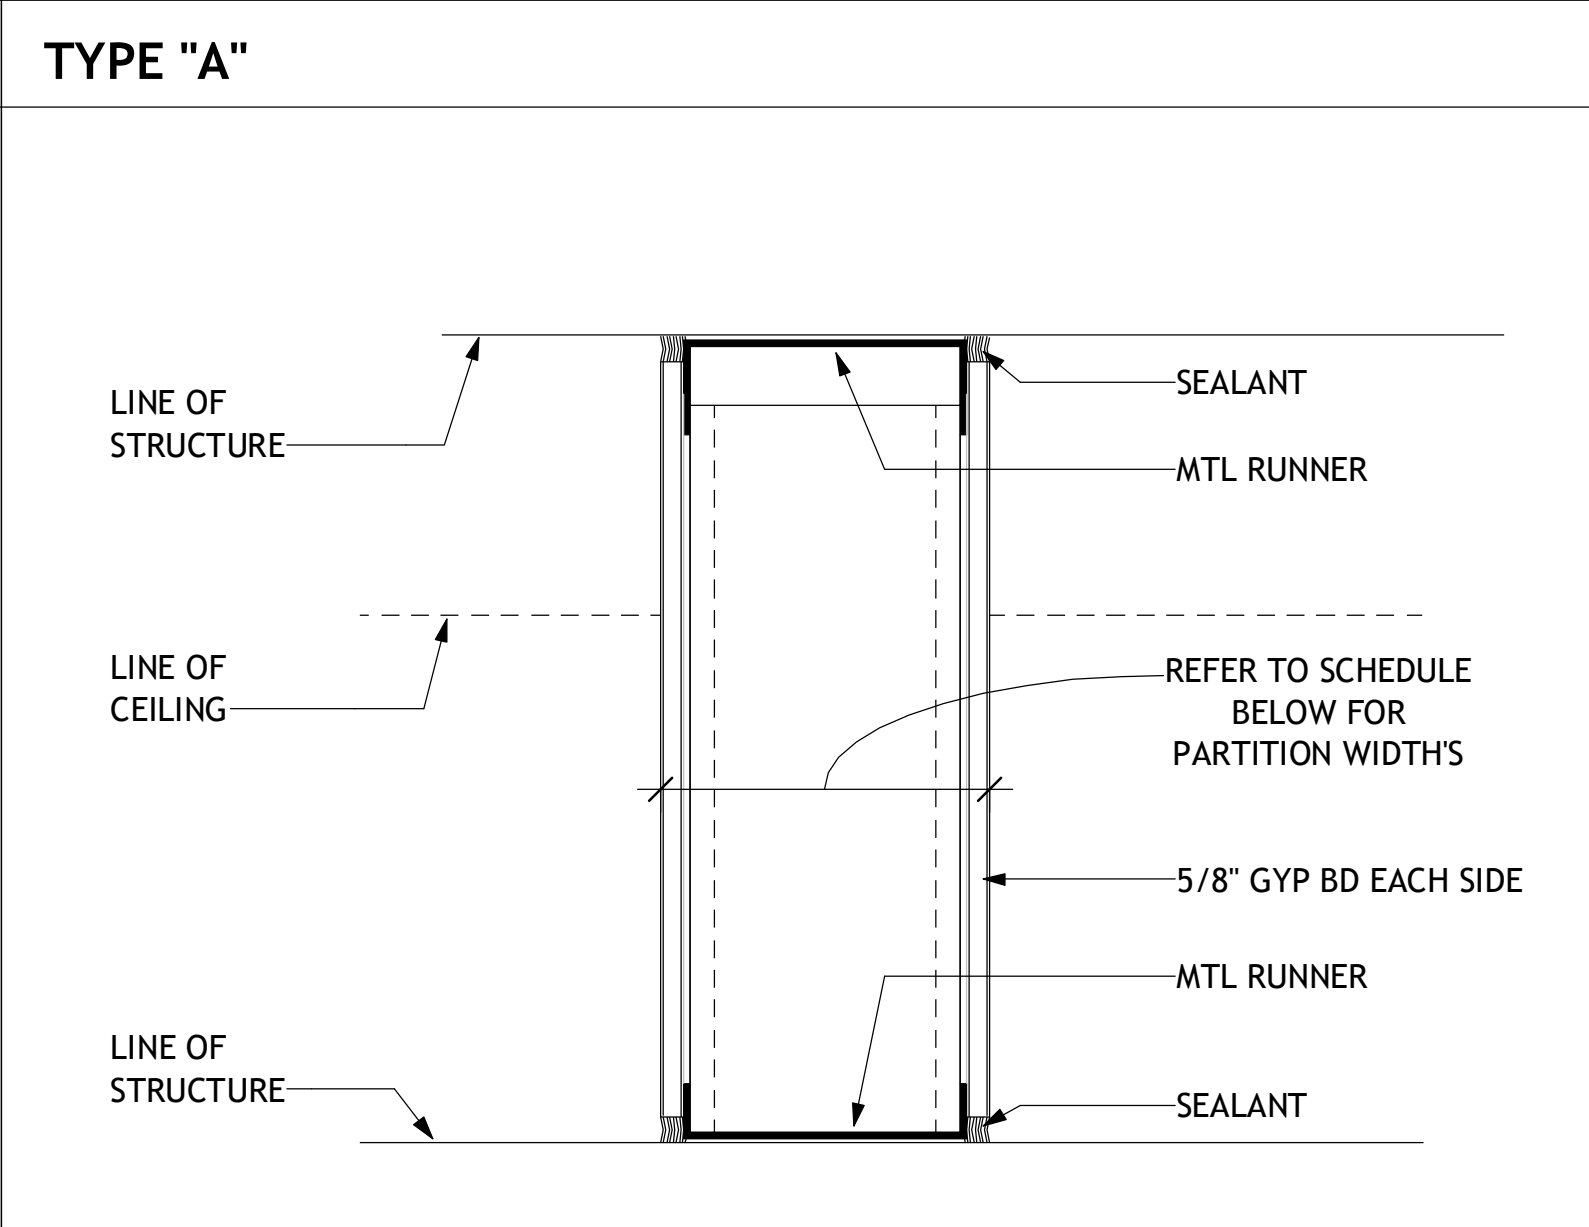 TYPE "A"
LINE OF
STRUCTURE
SEALANT
MTL RUNNER
LINE OF
CEILING
REFER TO SCHEDULE
BELOW FOR
PARTITION WIDTH'S
5/8" GYP BD EACH SIDE
MTL RUNNER
LINE OF
STRUCTURE
SEALANT